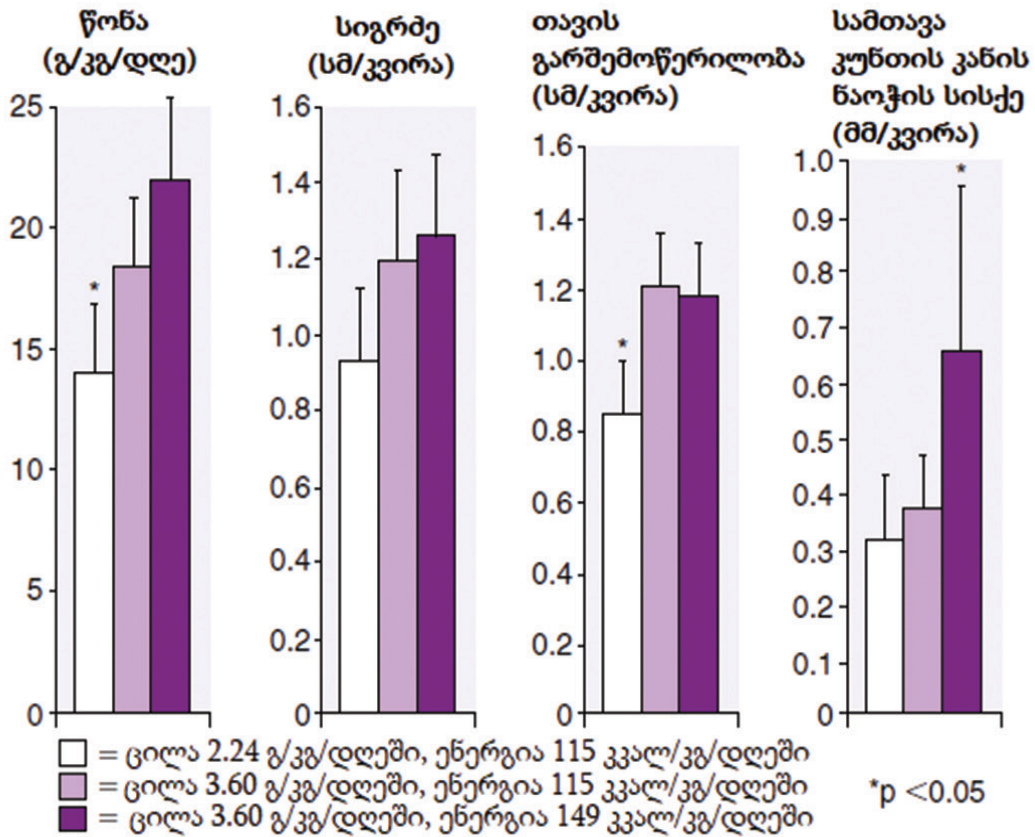 წონა
(გ/კგ/დღე)
25
20
15
10
5
0
*
სიგრძე
(სმ/კვირა)
1.6
1.4
1.2
1.0
0.8
0.6
0.4
0.2
0
თავის
გარშემოწერილობა
(სმ/კვირა)
1.6
1.4
1.2
1.0
0.8
0.6
0.4
0.2
0
*
სამთავა
კუნთის კანის
ნაოჭის სისქე
(მმ/კვირა)
1.0
0.9
0.8
0.7
0.6
0.5
0.4
0.3
0.2
0.1
0
*
= ცილა 2.24 გ/კგ/დღეში, ენერგია 115 კკალ/კგ/დღეში
= ცილა 3.60 გ/კგ/დღეში, ენერგია 115 კკალ/კგ/დღეში
= ცილა 3.60 გ/კგ/დღეში, ენერგია 149 კკალ/კგ/დღეში
*p <0.05